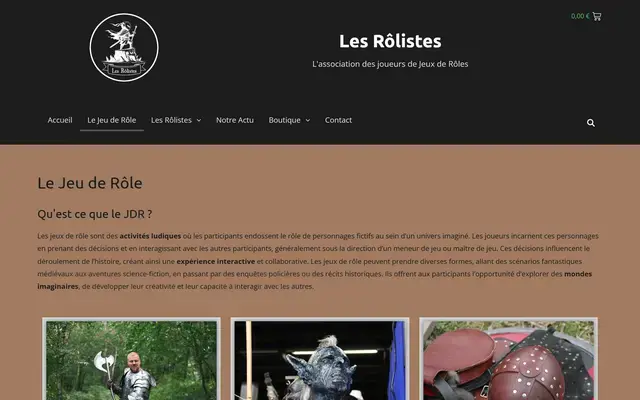 0,00 €
Les Rôlistes
Les Rôlistes
L'association des joueurs de Jeux de Rôles
Accueil
Le Jeu de Rôle
Les Rôlistes
Notre Actu
Boutique
Contact
Le Jeu de Rôle
Qu'est ce que le JDR ?
Les jeux de rôle sont des activités ludiques où les participants endossent le rôle de personnages fictifs au sein d'un univers imaginé. Les joueurs incarnent ces personnages
en prenant des décisions et en interagissant avec les autres participants, généralement sous la direction d'un meneur de jeu ou maître de jeu. Ces décisions influencent le
déroulement de l'histoire, créant ainsi une expérience interactive et collaborative. Les jeux de rôle peuvent prendre diverses formes, allant des scénarios fantastiques
médiévaux aux aventures science-fiction, en passant par des enquêtes policières ou des récits historiques. Ils offrent aux participants l'opportunité d'explorer des mondes
imaginaires, de développer leur créativité et leur capacité à interagir avec les autres.